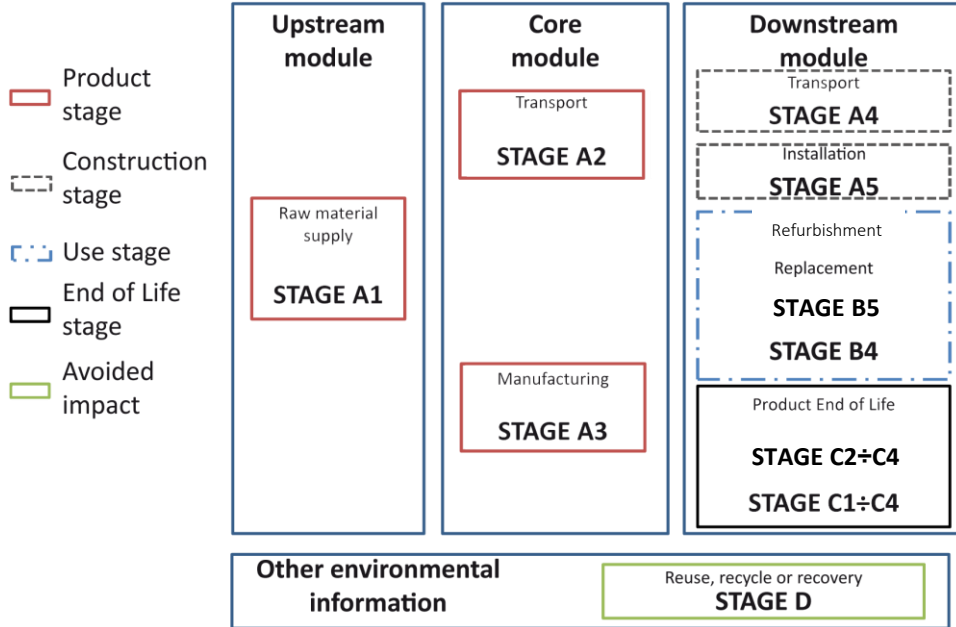 Product
stage
Construction
stage
Use stage
End of Life
stage
Avoided
impact
Upstream
module
Raw material
supply
STAGE A1
Core
module
Transport
STAGE A2
Manufacturing
STAGE A3
Downstream
module
Transport
STAGE A4
Installation
STAGE A5
Refurbishment
Replacement
STAGE B5
STAGE B4
Product End of Life
STAGE C2÷C4
STAGE C1÷C4
Other environmental
information
Reuse, recycle or recovery
STAGE D